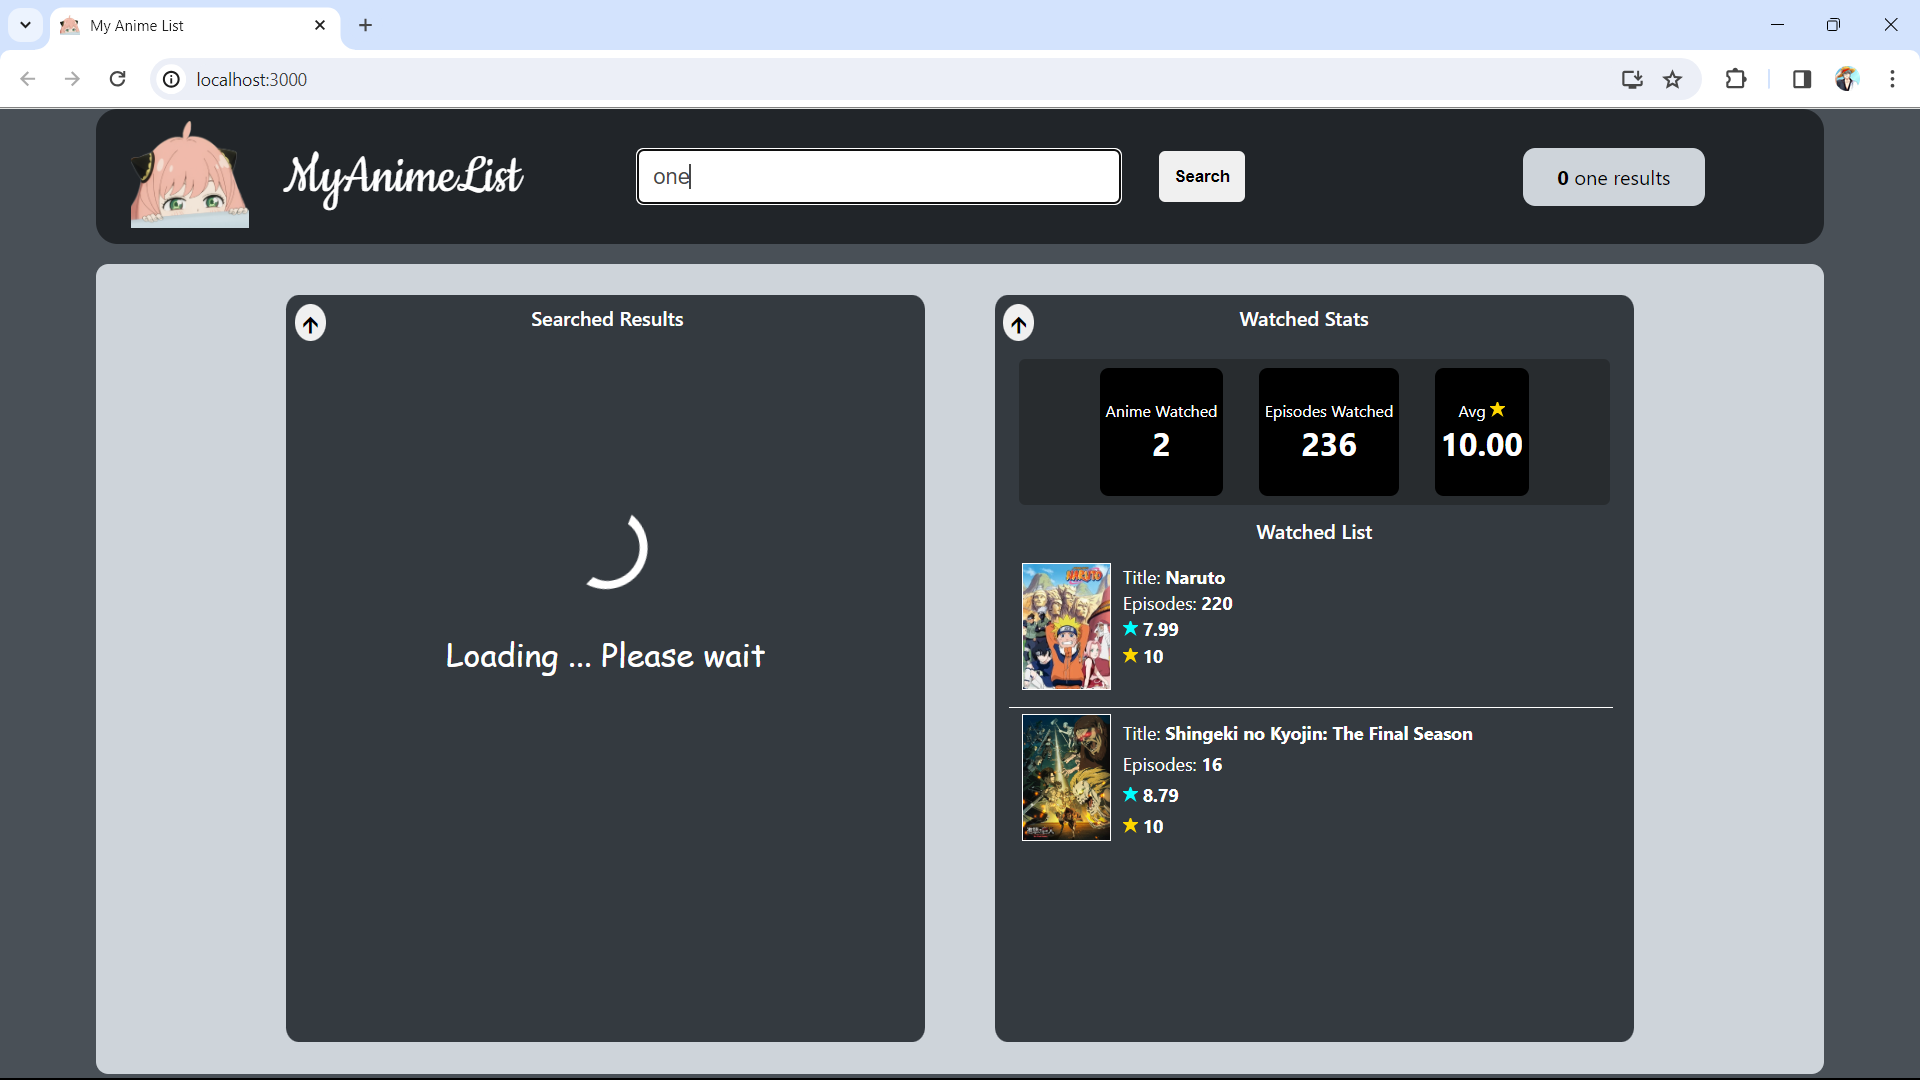 My Anime List
localhost:3000
MyAnimeList
one
Search
0 one results
Searched Results
Loading ... Please wait
Watched Stats
Anime Watched
2
Episodes Watched
236
Avg
10.00
Watched List
NARUTO
Title: Naruto
Episodes: 220
7.99
10
Title: Shingeki no Kyojin: The Final Season
Episodes: 16
8.79
10